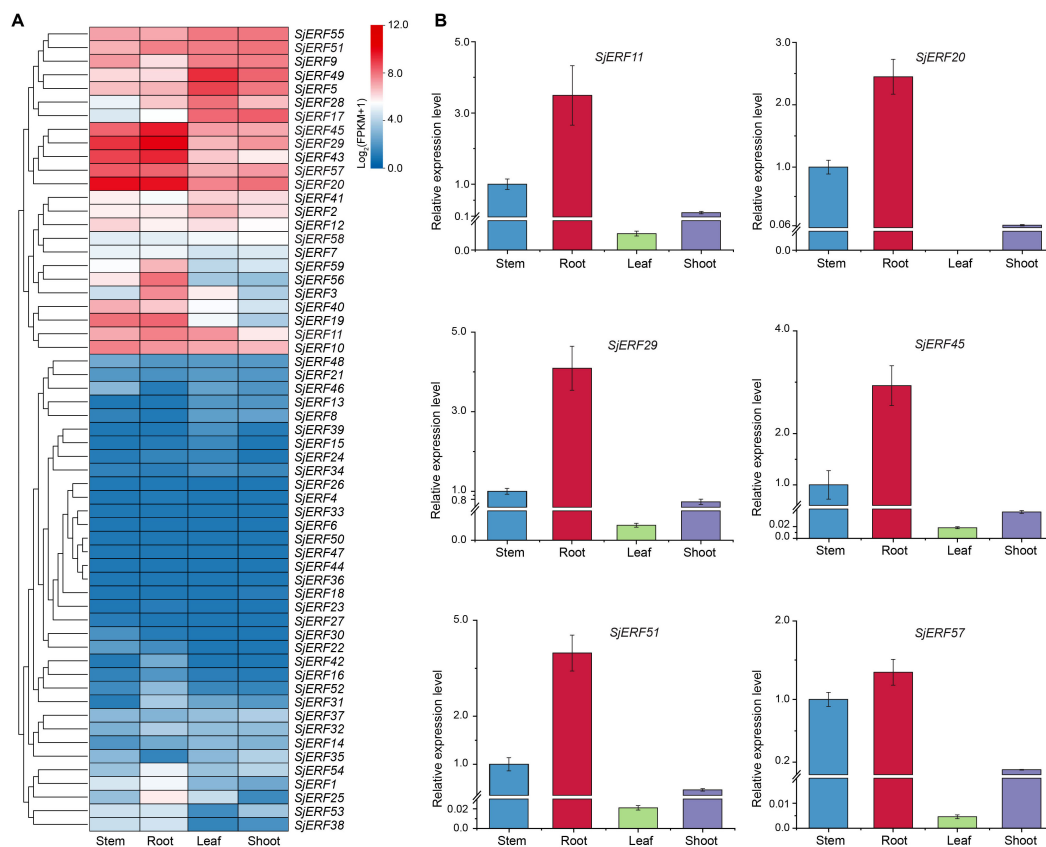 A
SjERF55
SjERF51
SjERF9
SjERF49
SjERF5
SjERF28
SjERF17
SjERF45
SjERF29
SjERF43
SjERF57
SjERF20
SjERF41
SjERF2
SjERF12
SjERF58
SjERF7
SjERF59
SjERF56
SjERF3
SjERF40
SjERF19
SjERF11
SjERF10
SjERF48
SjERF21
SjERF46
SjERF13
SjERF8
SjERF39
SjERF15
SjERF24
SjERF34
SjERF26
SjERF4
SjERF33
SjERF6
SjERF50
SjERF47
SjERF44
SjERF36
SjERF18
SjERF23
SjERF27
SjERF30
SjERF22
SjERF42
SjERF16
SjERF52
SjERF31
SjERF37
SjERF32
SjERF14
SjERF35
SjERF54
SjERF1
SjERF25
SjERF53
SjERF38
Stem Root Leaf Shoot
Log2(FPKM+1)
12.0
8.0
4.0
0.0
B
SjERF11
Relative expression level
5.0
3.0
1.0
0.1
0.0
Stem Root Leaf Shoot
SjERF20
Relative expression level
3.0
2.0
1.0
0.06
0.0
Stem Root Leaf Shoot
SjERF29
Relative expression level
5.0
3.0
1.0
0.8
0.0
Stem Root Leaf Shoot
SjERF45
Relative expression level
4.0
3.0
1.0
0.02
0.0
Stem Root Leaf Shoot
SjERF51
Relative expression level
5.0
2.0
1.0
0.02
0.0
Stem Root Leaf Shoot
SjERF57
Relative expression level
2.0
1.0
0.2
0.01
0.0
Stem Root Leaf Shoot